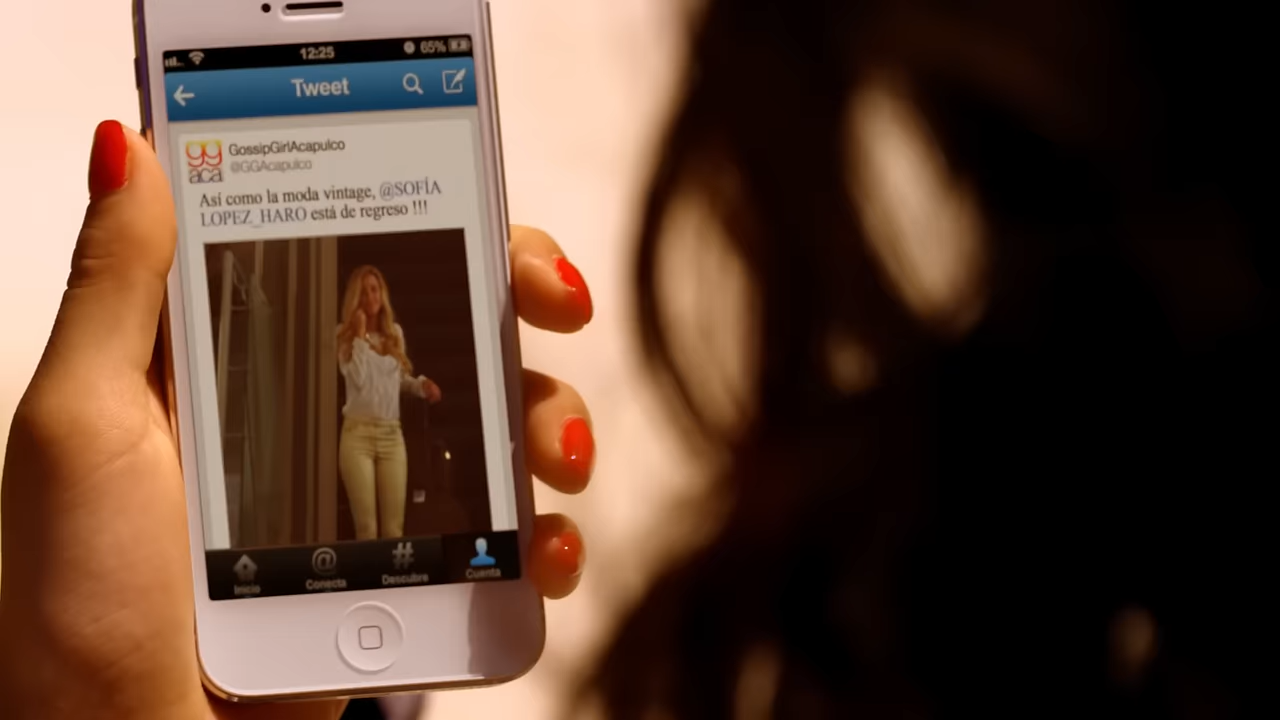 12:25 65%
Tweet
gg
aca
GossipGirlAcapulco
@GGAcapulco
Así como la moda vintage, @SOFÍA
LOPEZ_HARO está de regreso !!!
Inicio Conecta Descubre Cuenta